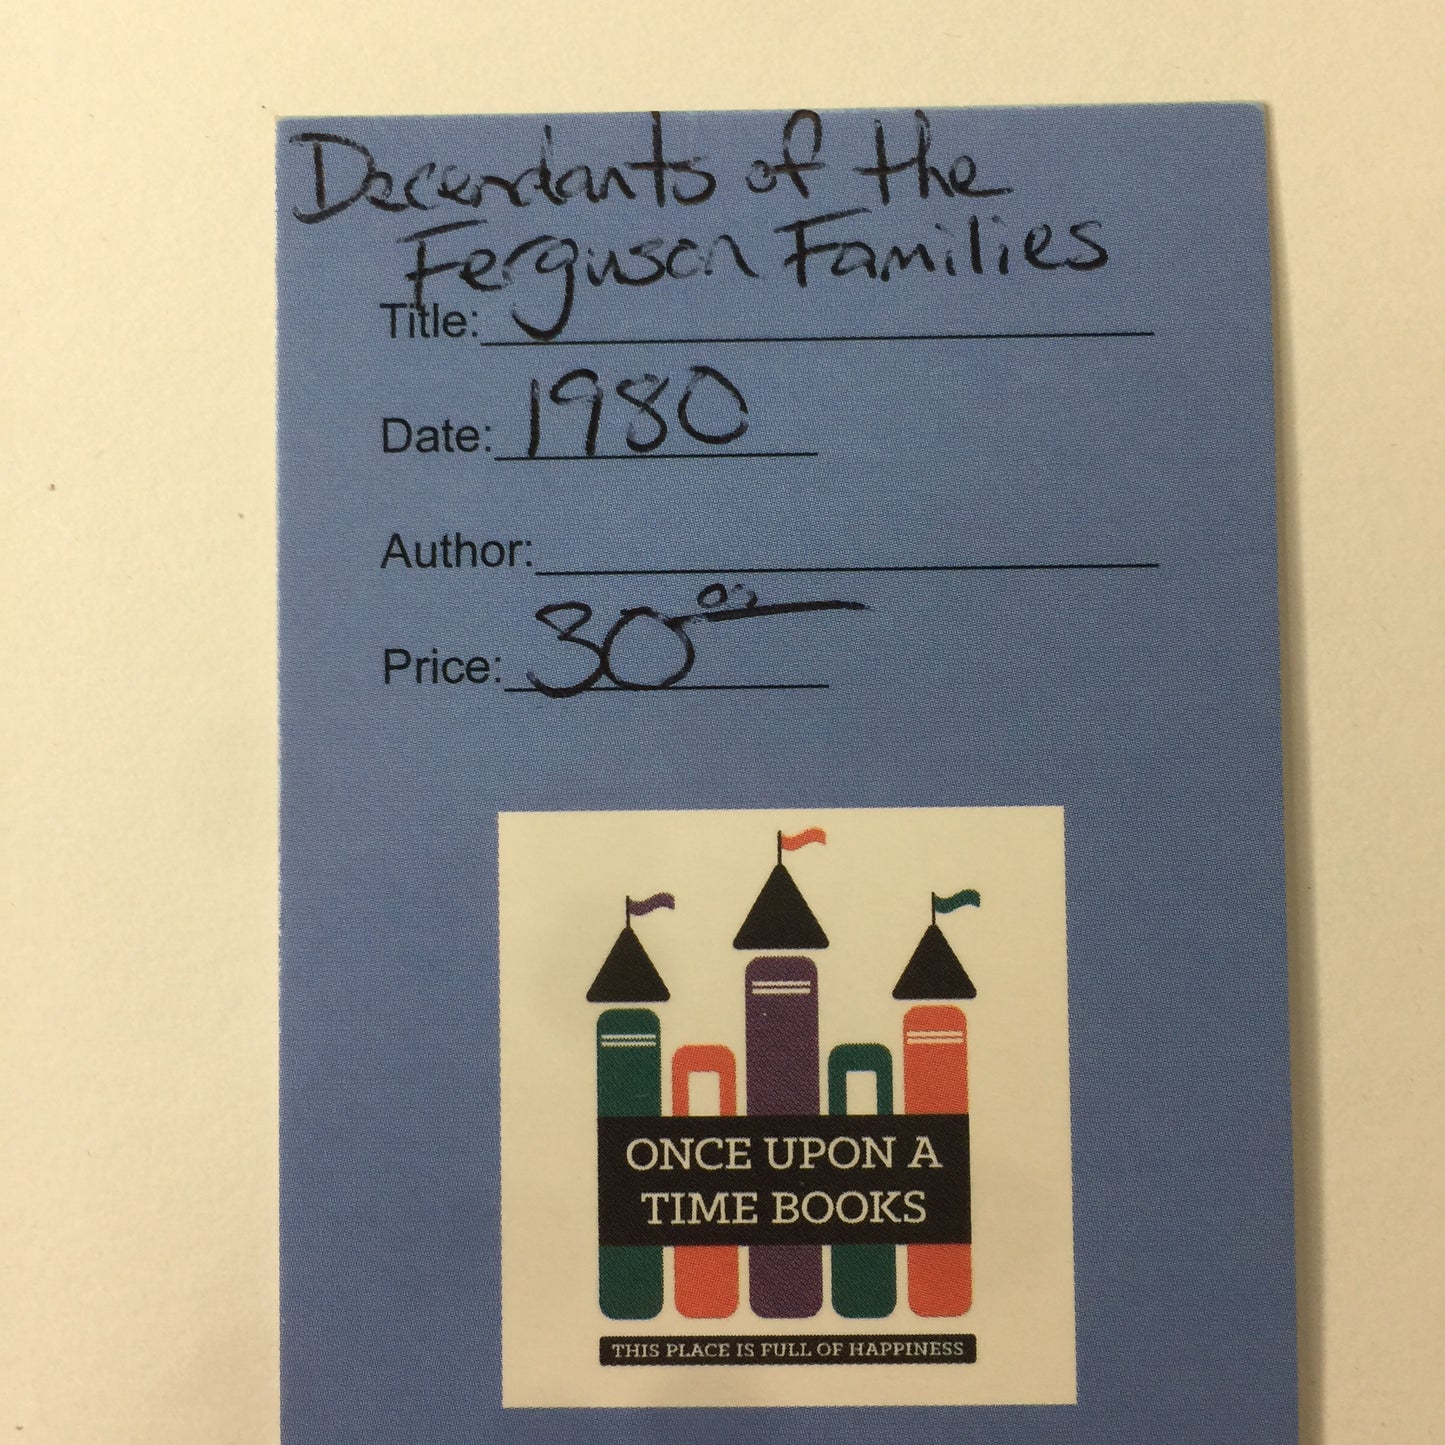 Decendants of the
Ferguson Families
Title:
Date: 1980
Author:
Price: 30 00
ONCE UPON A
TIME BOOKS
THIS PLACE IS FULL OF HAPPINESS